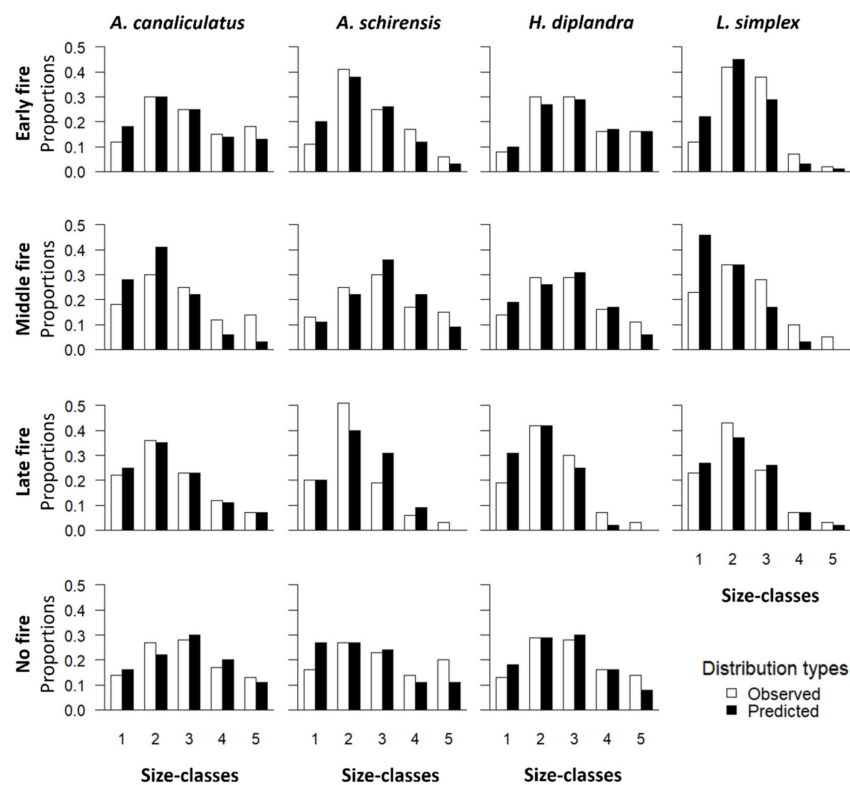 A. canaliculatus A. schirensis H. diplandra L. simplex
Early fire
Proportions
0.5
0.4
0.3
0.2
0.1
0.0
Middle fire
Proportions
0.5
0.4
0.3
0.2
0.1
0.0
Late fire
Proportions
0.5
0.4
0.3
0.2
0.1
0.0
1 2 3 4 5
Size-classes
No fire
Proportions
0.5
0.4
0.3
0.2
0.1
0.0
Distribution types
Observed
Predicted
1 2 3 4 5 1 2 3 4 5 1 2 3 4 5
Size-classes Size-classes Size-classes